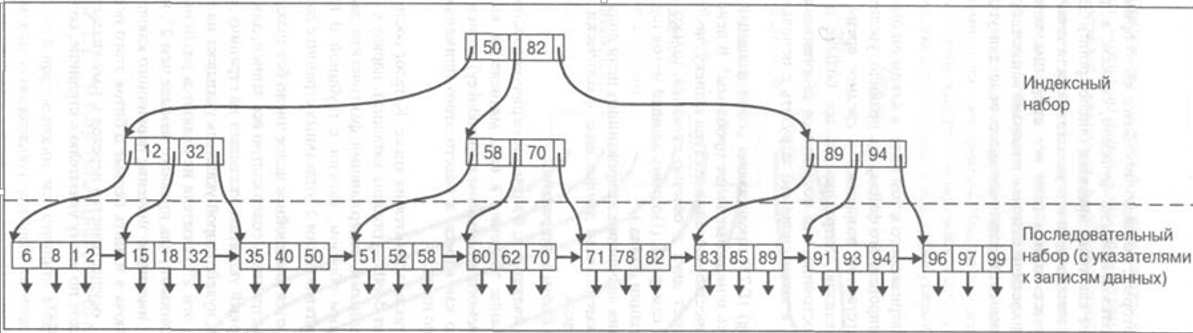 50 82
Индексный
набор
12 32
58 70
89 94
Последовательный
набор (с указателями
к записям данных)
6 8 1 2
15 18 32
35 40 50
51 52 58
60 62 70
71 78 82
83 85 89
91 93 94
96 97 99